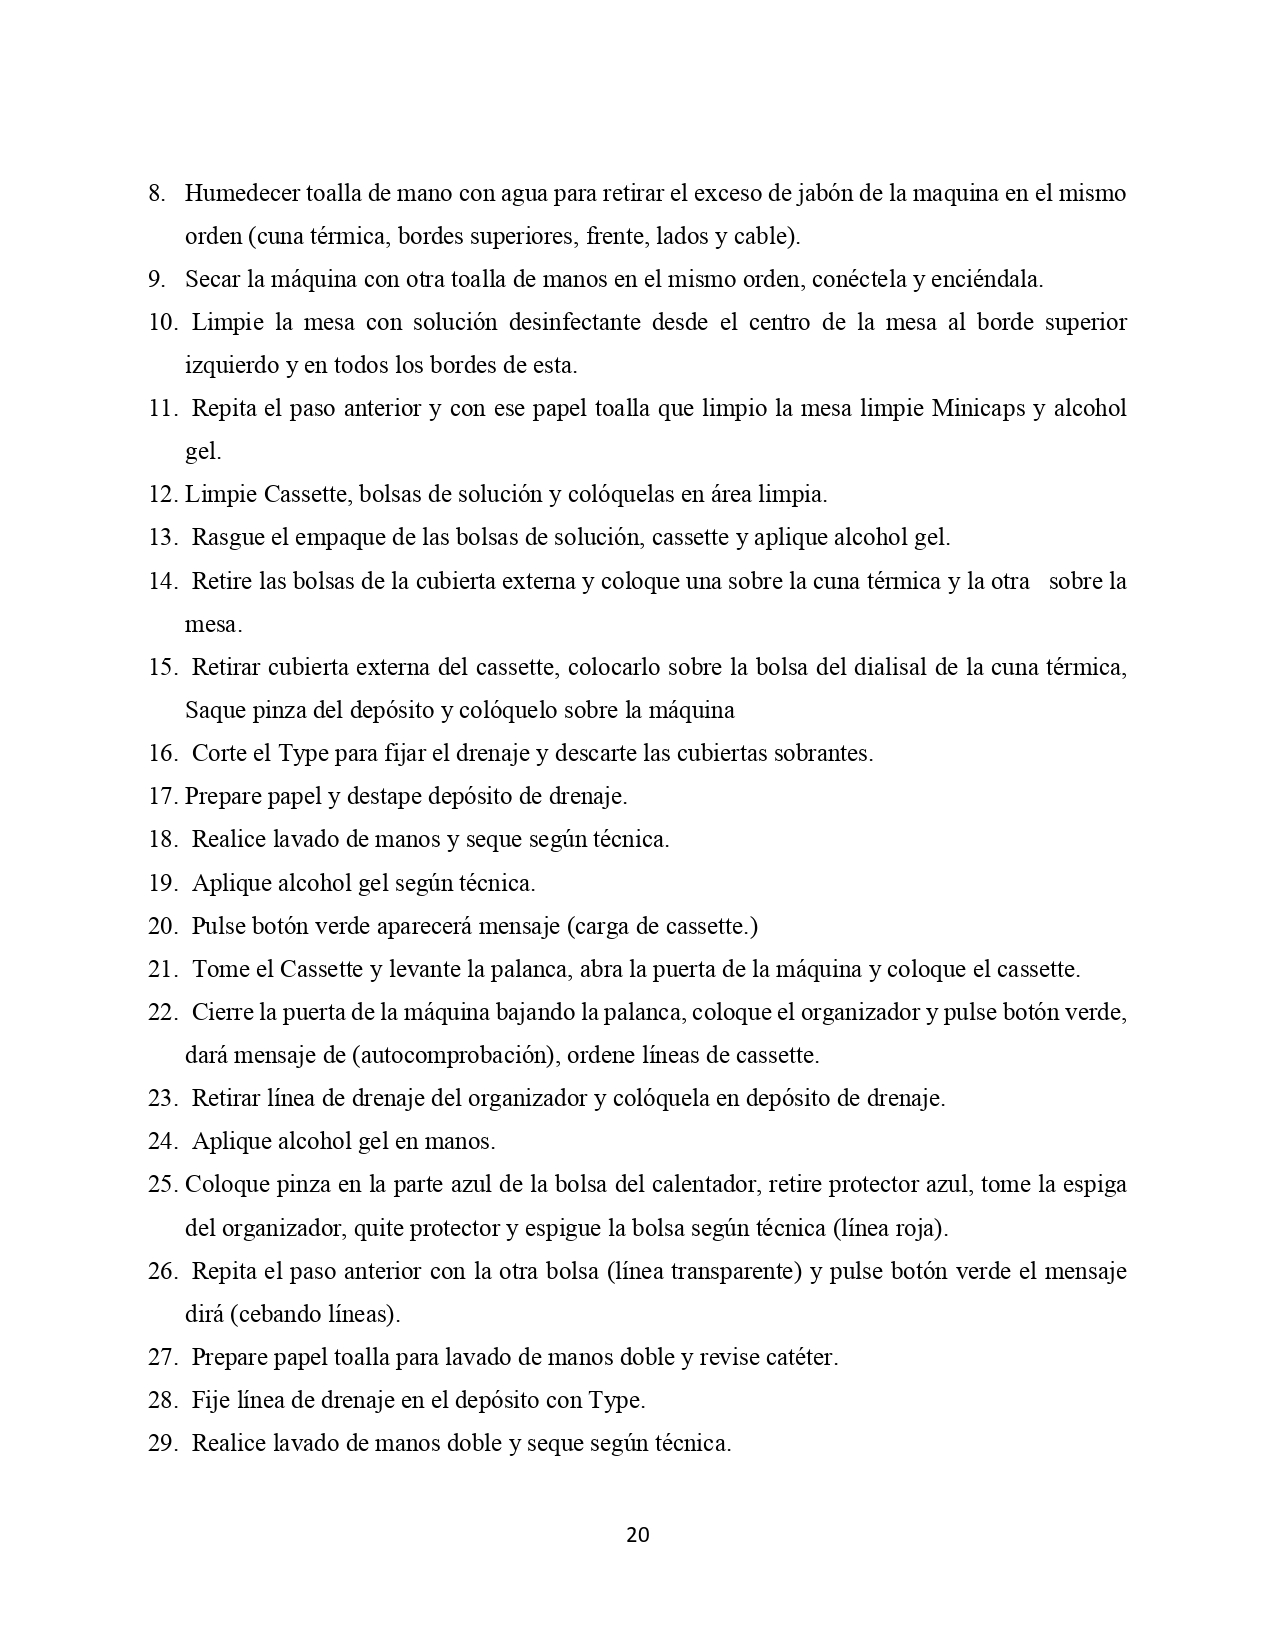 8. Humedecer toalla de mano con agua para retirar el exceso de jabón de la maquina en el mismo
orden (cuna térmica, bordes superiores, frente, lados y cable).
9. Secar la máquina con otra toalla de manos en el mismo orden, conéctela y enciéndala.
10. Limpie la mesa con solución desinfectante desde el centro de la mesa al borde superior
izquierdo y en todos los bordes de esta.
11. Repita el paso anterior y con ese papel toalla que limpio la mesa limpie Minicaps y alcohol
gel.
12. Limpie Cassette, bolsas de solución y colóquelas en área limpia.
13. Rasgue el empaque de las bolsas de solución, cassette y aplique alcohol gel.
14. Retire las bolsas de la cubierta externa y coloque una sobre la cuna térmica y la otra sobre la
mesa.
15. Retirar cubierta externa del cassette, colocarlo sobre la bolsa del dialisal de la cuna térmica,
Saque pinza del depósito y colóquelo sobre la máquina
16. Corte el Type para fijar el drenaje y descarte las cubiertas sobrantes.
17. Prepare papel y destape depósito de drenaje.
18. Realice lavado de manos y seque según técnica.
19. Aplique alcohol gel según técnica.
20. Pulse botón verde aparecerá mensaje (carga de cassette.)
21. Tome el Cassette y levante la palanca, abra la puerta de la máquina y coloque el cassette.
22. Cierre la puerta de la máquina bajando la palanca, coloque el organizador y pulse botón verde,
dará mensaje de (autocomprobación), ordene líneas de cassette.
23. Retirar línea de drenaje del organizador y colóquela en depósito de drenaje.
24. Aplique alcohol gel en manos.
25. Coloque pinza en la parte azul de la bolsa del calentador, retire protector azul, tome la espiga
del organizador, quite protector y espigue la bolsa según técnica (línea roja).
26. Repita el paso anterior con la otra bolsa (línea transparente) y pulse botón verde el mensaje
dirá (cebando líneas).
27. Prepare papel toalla para lavado de manos doble y revise catéter.
28. Fije línea de drenaje en el depósito con Type.
29. Realice lavado de manos doble y seque según técnica.
20